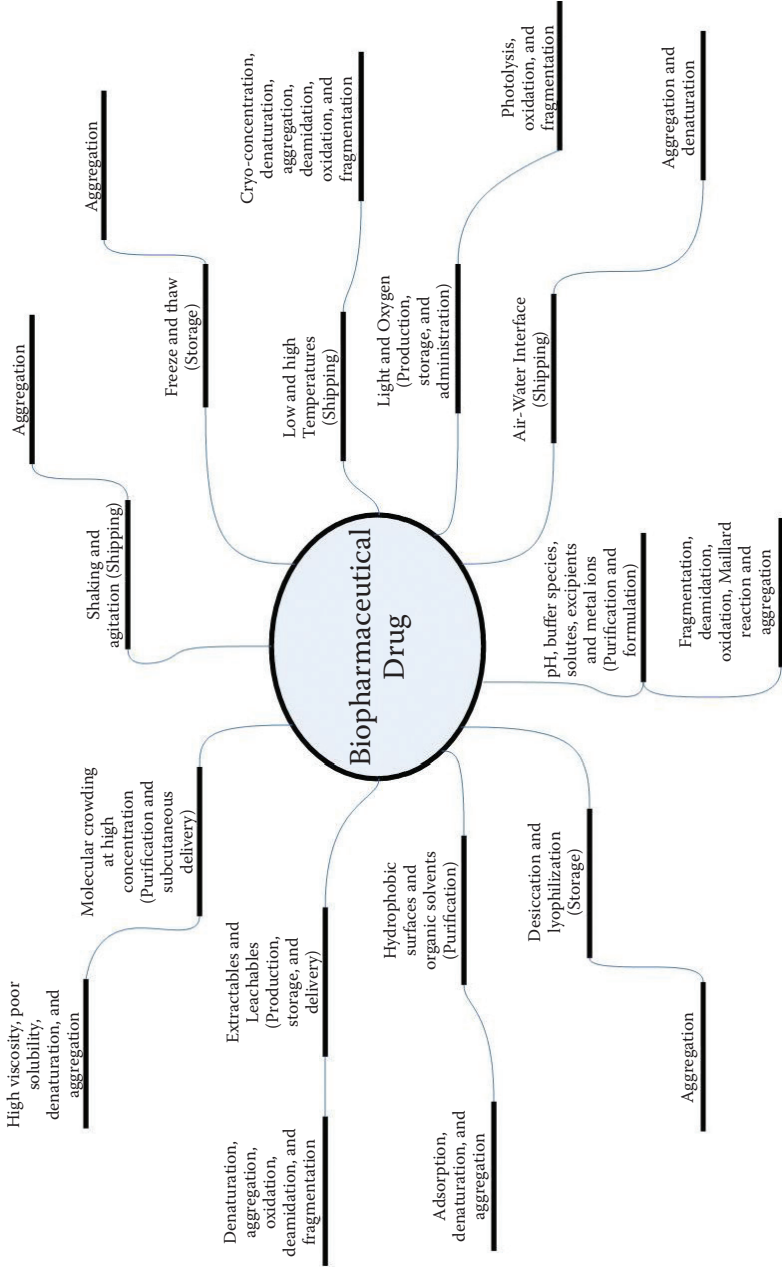 Biopharmaceutical
Drug
High viscosity, poor
solubility,
denaturation, and
aggregation
Molecular crowding
at high
concentration
(Purification and
subcutaneous
delivery)
Shaking and
agitation (Shipping)
Aggregation
Freeze and thaw
(Storage)
Aggregation
Denaturation,
aggregation,
oxidation,
deamidation, and
fragmentation
Extractables and
Leachables
(Production,
storage, and
delivery)
Low and high
Temperatures
(Shipping)
Cryo-concentration,
denaturation,
aggregation,
deamidation,
oxidation, and
fragmentation
Adsorption,
denaturation, and
aggregation
Hydrophobic
surfaces and
organic solvents
(Purification)
Light and Oxygen
(Production,
storage, and
administration)
Photolysis,
oxidation, and
fragmentation
Aggregation
Desiccation and
lyophilization
(Storage)
pH, buffer species,
solutes, excipients
and metal ions
(Purification and
formulation)
Fragmentation,
deamidation,
oxidation, Maillard
reaction and
aggregation
Air-Water Interface
(Shipping)
Aggregation and
denaturation